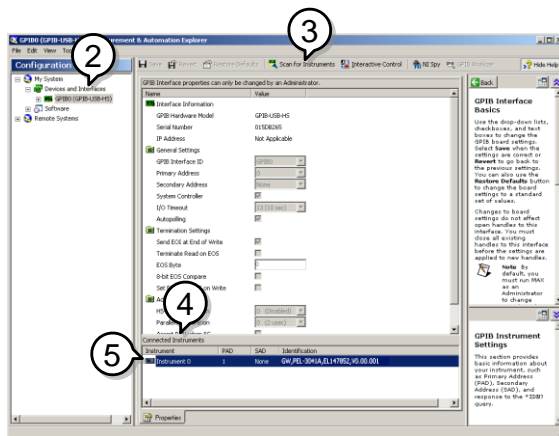 GPIB0 (GPIB-USB-
rement & Automation Explorer
File Edit View
Configuration
Save Revert Restore Defaults Scan for Instruments Interactive Control NI Spy GPIB Analyzer Hide Help
3
2
My System
Devices and Interfaces
GPIB0 (GPIB-USB-HS)
Software
Remote Systems
GPIB Interface properties can only be changed by an Administrator.
Name Value
Interface Information
GPIB Hardware Model GPIB-USB-HS
Serial Number 015DB265
IP Address Not Applicable
General Settings
GPIB Interface ID GPIB0
Primary Address 0
Secondary Address None
System Controller
I/O Timeout 13 (10 sec)
Autopolling
Termination Settings
Send EOI at End of Write
Terminate Read on EOS
EOS Byte 0
8-bit EOS Compare
on Write
0 (Disabled)
0 (2 usec)
4
Connected Instruments
5
Instrument PAD SAD Identification
Instrument 0 1 None GW,PEL-3041A,EL147852,V0.00.001
Properties
Back
GPIB Interface
Basics
Use the drop-down lists,
checkboxes, and text
boxes to change the
GPIB board settings.
Select Save when the
settings are correct or
Revert to go back to
the previous settings.
You can also use the
Restore Defaults button
to change the board
settings to a standard
set of values.
Changes to board
settings do not affect
open handles to this
interface. You must
close all existing
handles to this interface
before the settings are
applied to new handles.
Note By
default, you
must run MAX
as an
Administrator
to change
GPIB Instrument
Settings
This section provides
basic information about
your instrument, such
as Primary Address
(PAD), Secondary
Address (SAD), and
response to the *IDN?
query.